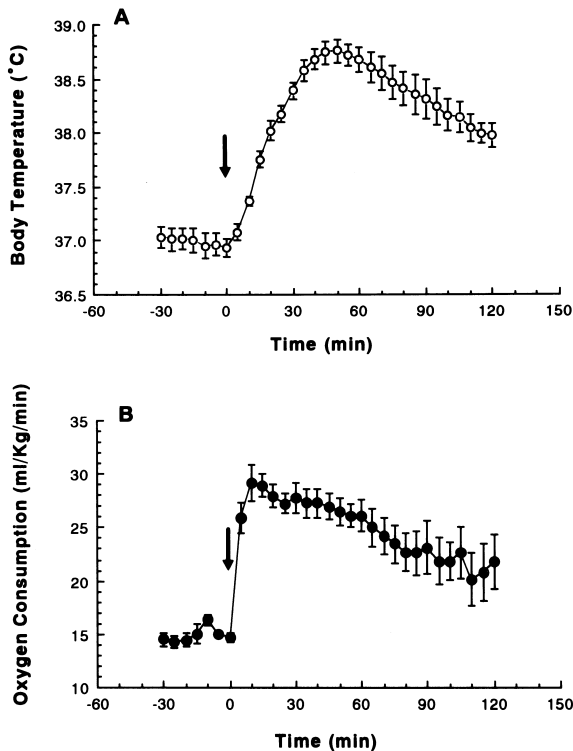 A
39.0
38.5
38.0
37.5
37.0
36.5
Body Temperature (°C)
-60 -30 0 30 60 90 120 150
Time (min)
B
35
30
25
20
15
10
Oxygen Consumption (ml/Kg/min)
-60 -30 0 30 60 90 120 150
Time (min)